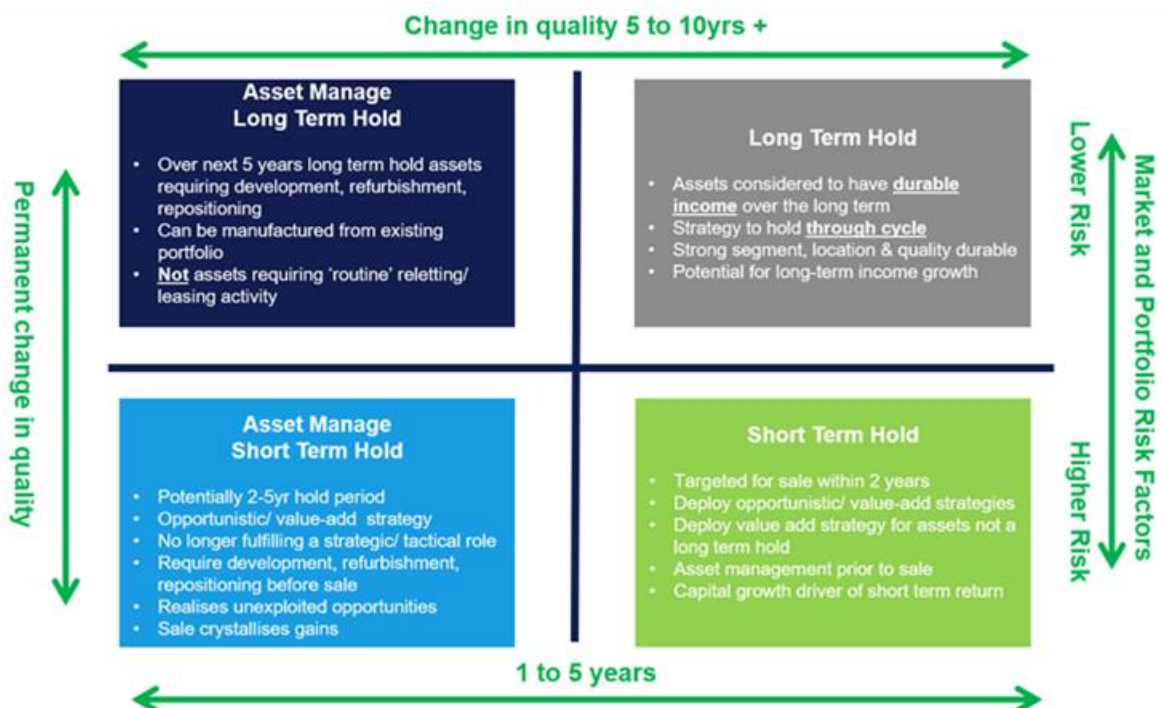 Change in quality 5 to 10yrs +
Permanent change in quality
Asset Manage
Long Term Hold
• Over next 5 years long term hold assets
requiring development, refurbishment,
repositioning
• Can be manufactured from existing
portfolio
• Not assets requiring ‘routine’ reletting/
leasing activity
Long Term Hold
• Assets considered to have durable
income over the long term
• Strategy to hold through cycle
• Strong segment, location & quality durable
• Potential for long-term income growth
Lower Risk
Market and Portfolio Risk Factors
Asset Manage
Short Term Hold
• Potentially 2-5yr hold period
• Opportunistic/ value-add strategy
• No longer fulfilling a strategic/ tactical role
• Require development, refurbishment,
repositioning before sale
• Realises unexploited opportunities
• Sale crystallises gains
Short Term Hold
• Targeted for sale within 2 years
• Deploy opportunistic/ value-add strategies
• Deploy value add strategy for assets not a
long term hold
• Asset management prior to sale
• Capital growth driver of short term return
Higher Risk
1 to 5 years